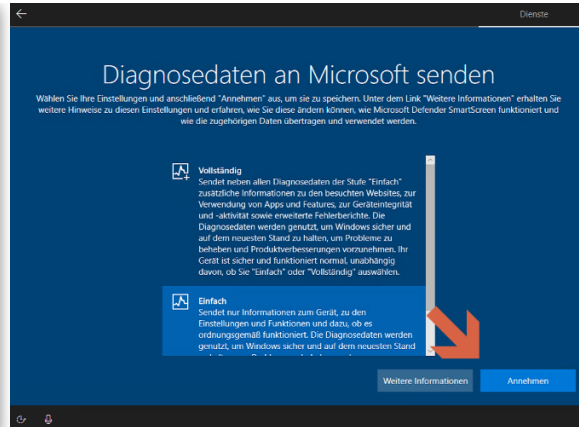 Dienste
Diagnosedaten an Microsoft senden
Wählen Sie Ihre Einstellungen und anschließend "Annehmen" aus, um sie zu speichern. Unter dem Link "Weitere Informationen" erhalten Sie
weitere Hinweise zu diesen Einstellungen und erfahren, wie Sie diese ändern können, wie Microsoft Defender SmartScreen funktioniert und
wie die zugehörigen Daten übertragen und verwendet werden.
Vollständig
Sendet neben allen Diagnosedaten der Stufe "Einfach"
zusätzliche Informationen zu den besuchten Websites, zur
Verwendung von Apps und Features, zur Geräteintegrität
und -aktivität sowie erweiterte Fehlerberichte. Die
Diagnosedaten werden genutzt, um Windows sicher und
auf dem neuesten Stand zu halten, um Probleme zu
beheben und Produktverbesserungen vorzunehmen. Ihr
Gerät ist sicher und funktioniert normal, unabhängig
davon, ob Sie "Einfach" oder "Vollständig" auswählen.
Einfach
Sendet nur Informationen zum Gerät, zu den
Einstellungen und Funktionen und dazu, ob es
ordnungsgemäß funktioniert. Die Diagnosedaten werden
genutzt, um Windows sicher und auf dem neuesten Stand
Weitere Informationen
Annehmen